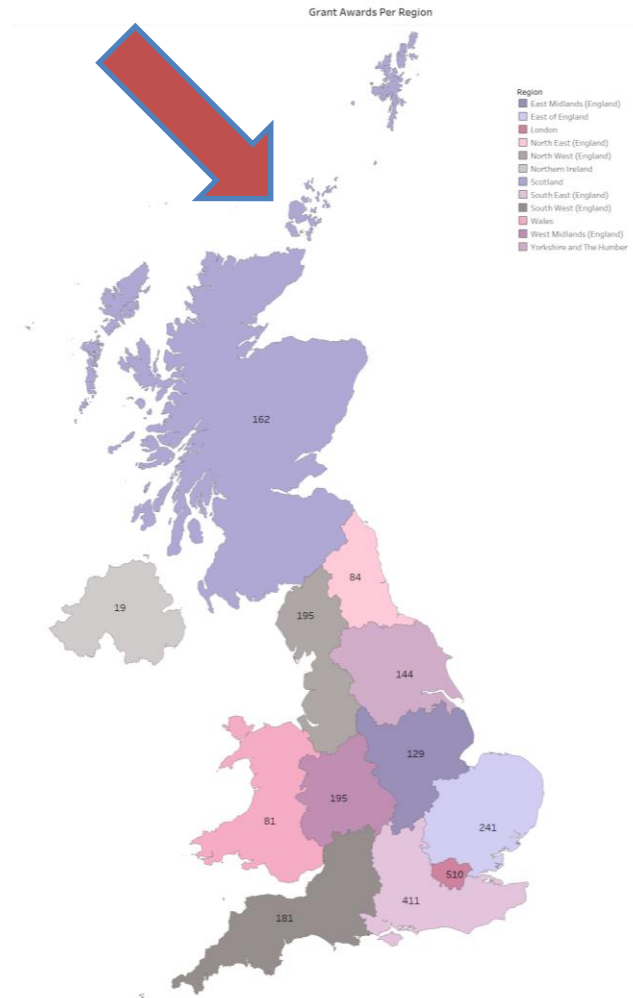 Grant Awards Per Region
Region
East Midlands (England)
East of England
London
North East (England)
North West (England)
Northern Ireland
Scotland
South East (England)
South West (England)
Wales
West Midlands (England)
Yorkshire and The Humber
162
84
19
195
144
129
195
81
241
510
411
181